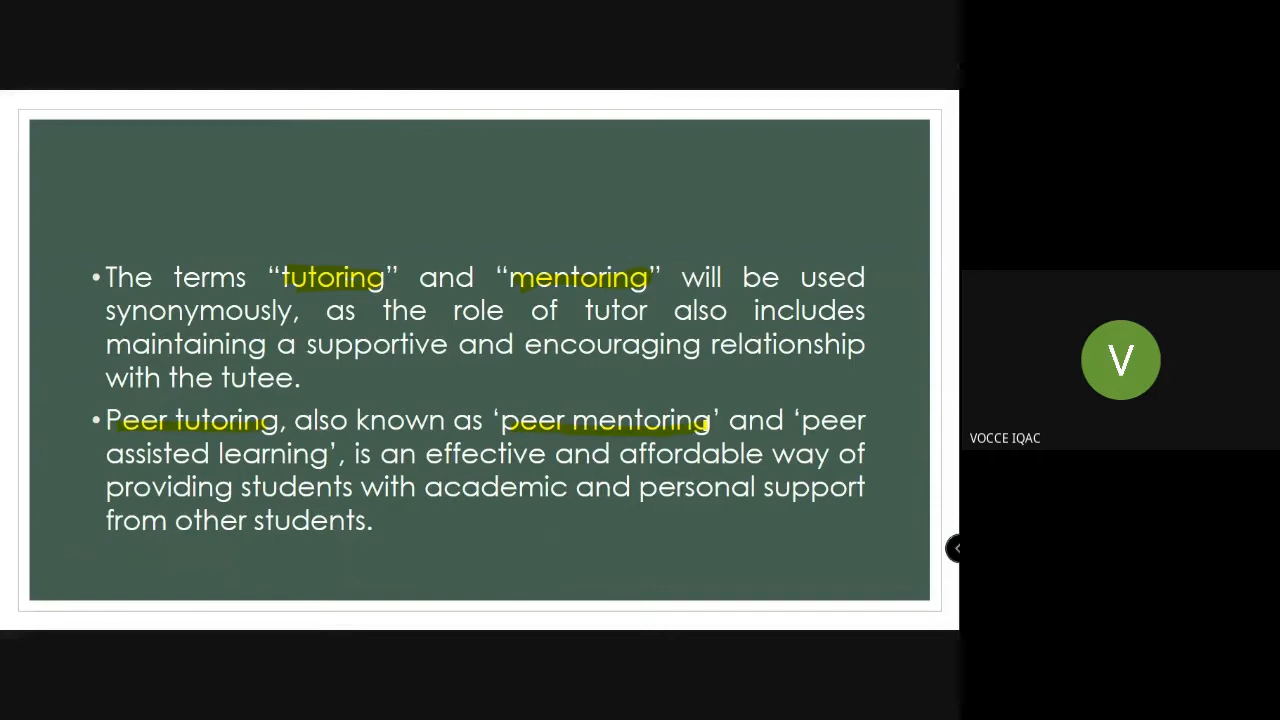 • The terms “tutoring” and “mentoring” will be used
synonymously, as the role of tutor also includes
maintaining a supportive and encouraging relationship
with the tutee.
• Peer tutoring, also known as ‘peer mentoring’ and ‘peer
assisted learning’, is an effective and affordable way of
providing students with academic and personal support
from other students.
V
VOCCE IQAC